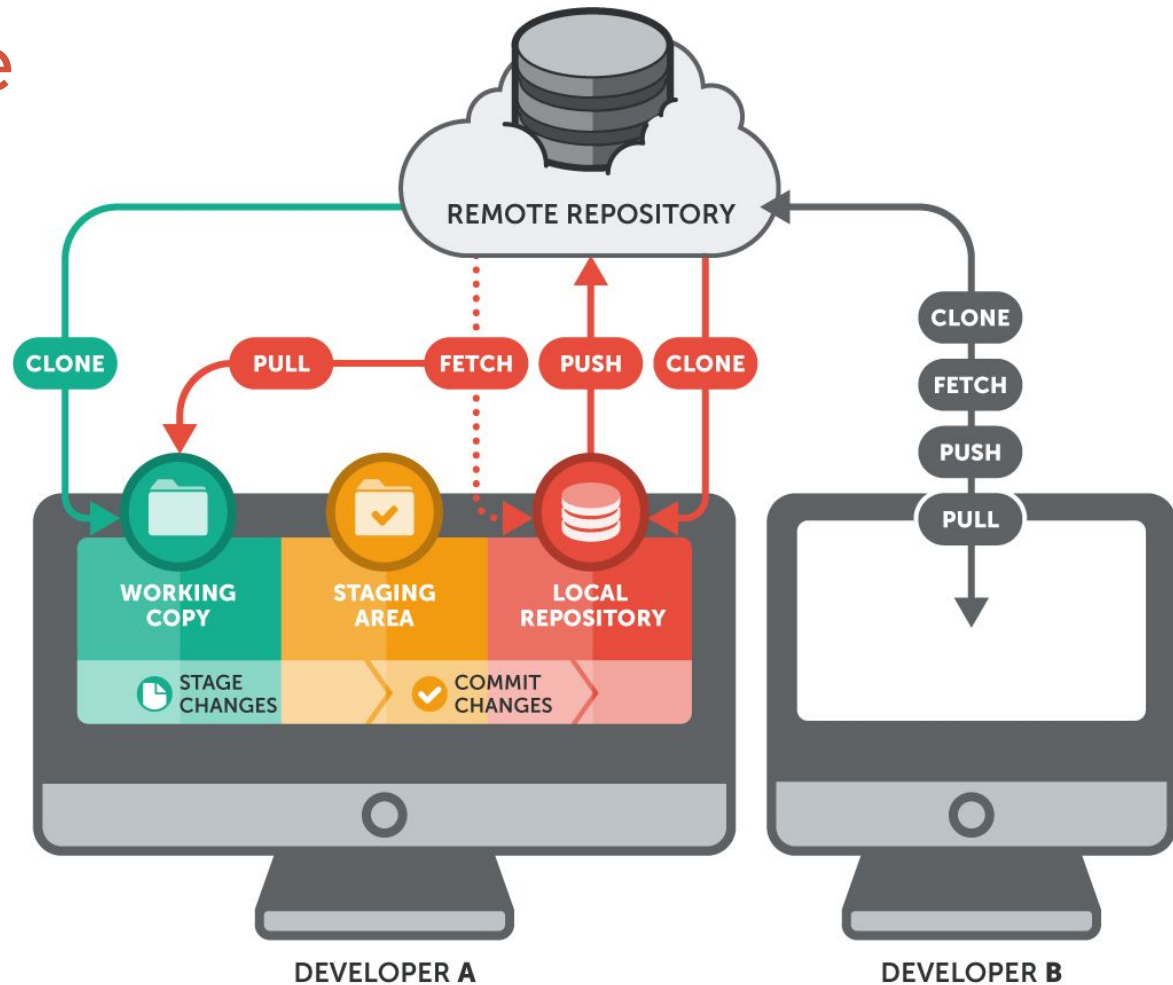 e
REMOTE REPOSITORY
CLONE
PULL
FETCH
PUSH
CLONE
CLONE
FETCH
PUSH
PULL
WORKING
COPY
STAGING
AREA
LOCAL
REPOSITORY
STAGE
CHANGES
COMMIT
CHANGES
DEVELOPER A
DEVELOPER B